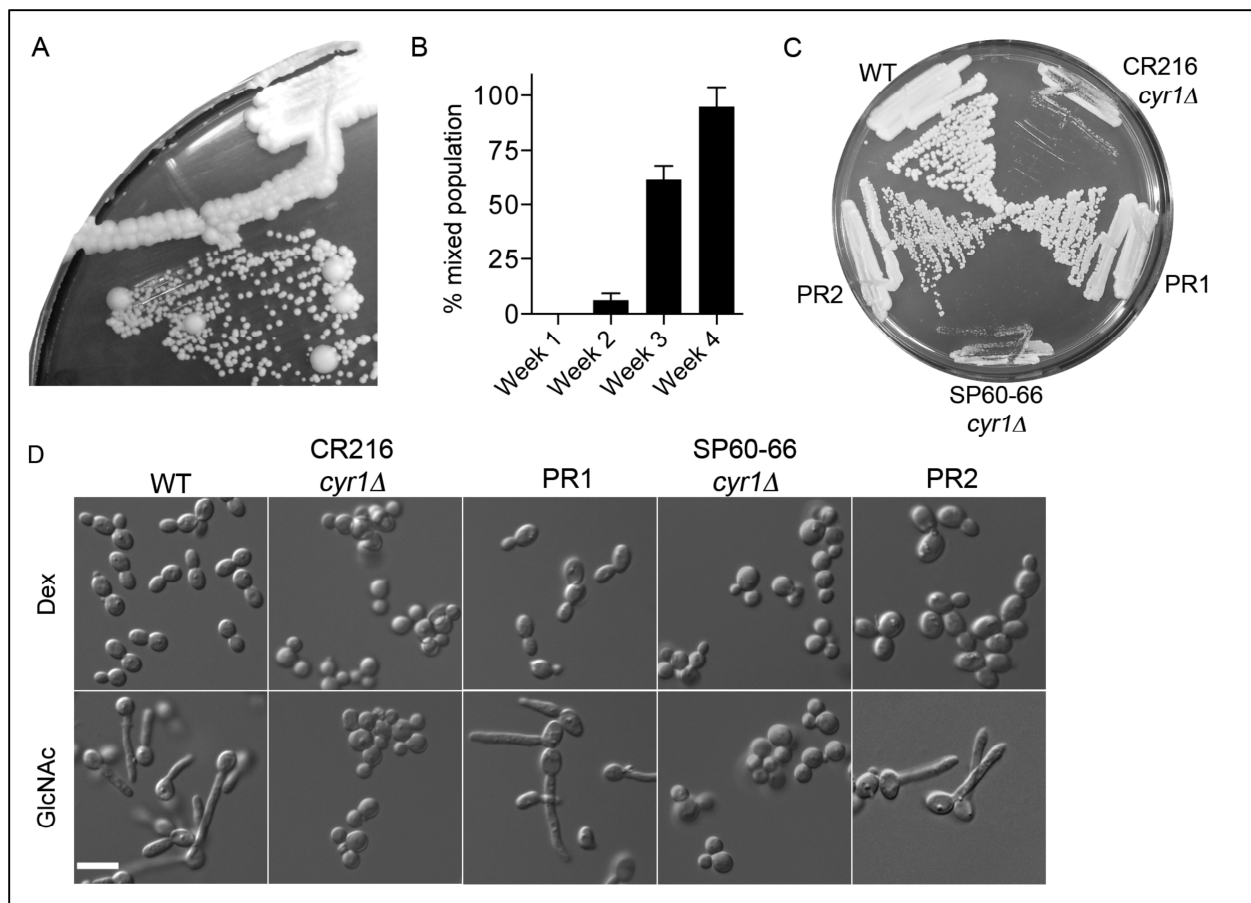 A
B
% mixed population
100
75
50
25
0
Week 1
Week 2
Week 3
Week 4
C
WT
CR216
cyr1Δ
PR2
PR1
SP60-66
cyr1Δ
D
WT
CR216
cyr1Δ
PR1
SP60-66
cyr1Δ
PR2
Dex
GlcNAc